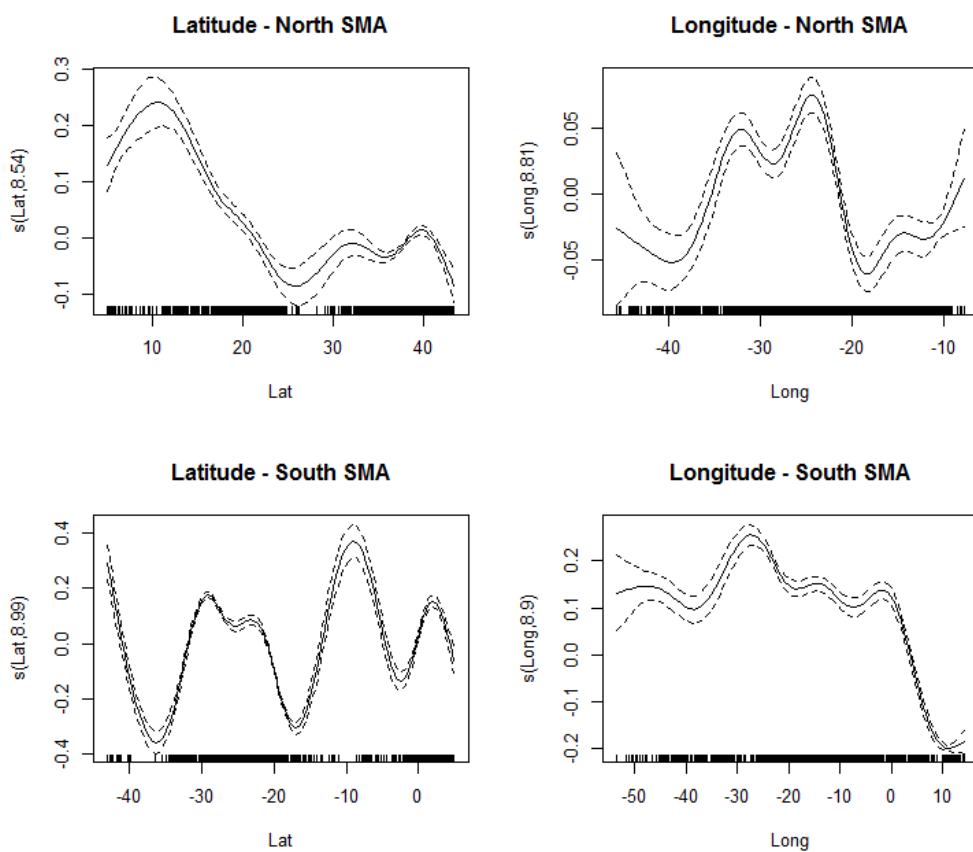 Latitude - North SMA
s(Lat,8.54)
0.3
0.2
0.1
0.0
-0.1
10 20 30 40
Lat
Longitude - North SMA
s(Long,8.81)
0.05
0.00
-0.05
-40 -30 -20 -10
Long
Latitude - South SMA
s(Lat,8.99)
0.4
0.2
0.0
-0.2
-0.4
-40 -30 -20 -10 0
Lat
Longitude - South SMA
s(Long,8.9)
0.2
0.1
0.0
-0.1
-0.2
-50 -40 -30 -20 -10 0 10
Long